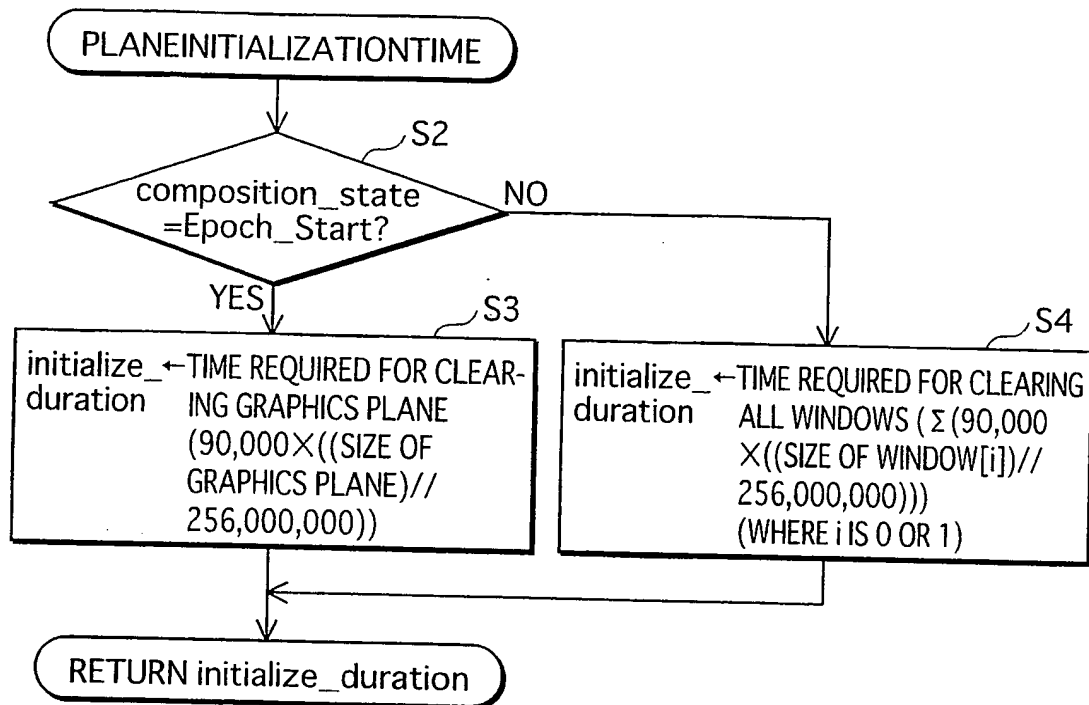 PLANEINITIALIZATIONTIME
S2
composition_state
=Epoch_Start?
NO
YES
S3
initialize_ ←TIME REQUIRED FOR CLEAR-
duration ING GRAPHICS PLANE
(90,000×((SIZE OF
GRAPHICS PLANE)//
256,000,000))
S4
initialize_ ←TIME REQUIRED FOR CLEARING
duration ALL WINDOWS (Σ(90,000
×((SIZE OF WINDOW[i])//
256,000,000)))
(WHERE i IS 0 OR 1)
RETURN initialize_duration